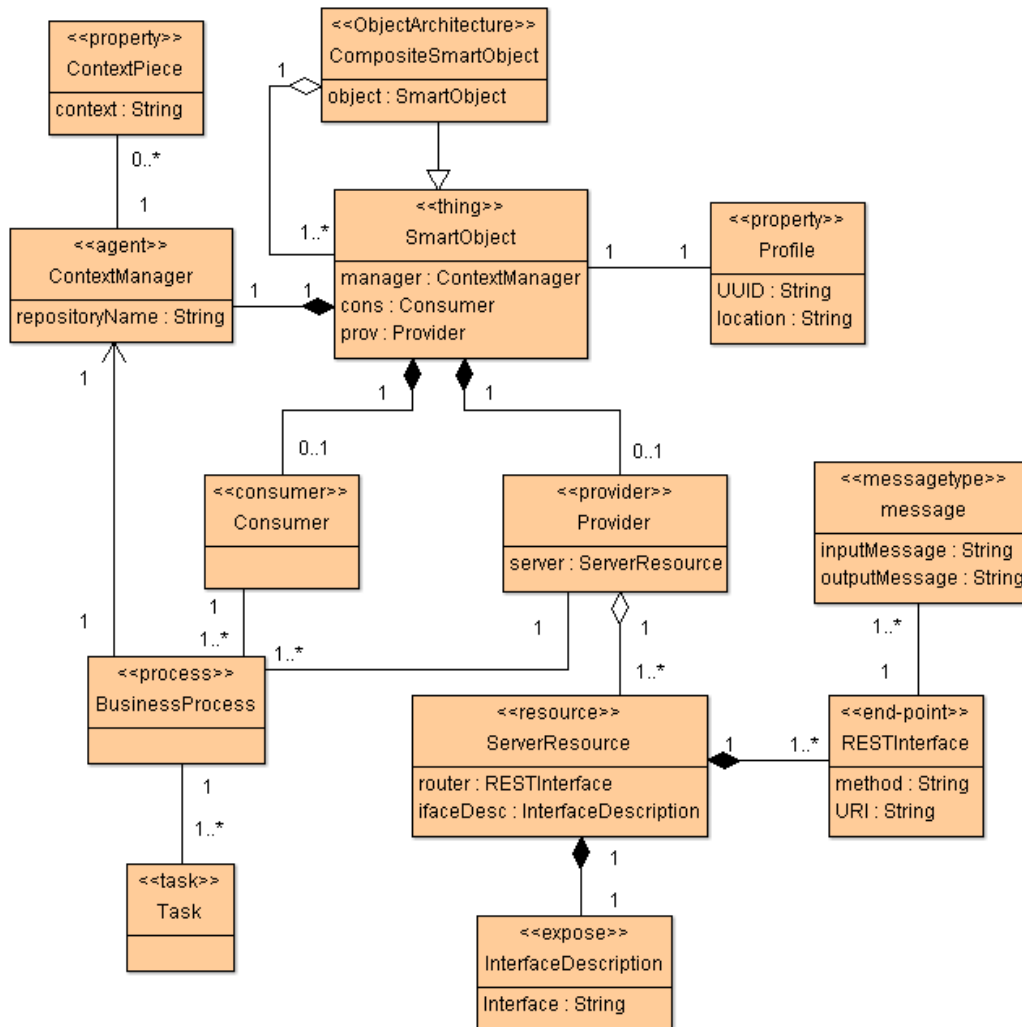 <<property>>
ContextPiece
context : String
<<ObjectArchitecture>>
CompositeSmartObject
object : SmartObject
1
0..*
1
1..*
<<thing>>
SmartObject
manager : ContextManager
cons : Consumer
prov : Provider
<<property>>
Profile
UUID : String
location : String
1
1
<<agent>>
ContextManager
repositoryName : String
1
1
1
1
1
0..1
0..1
<<consumer>>
Consumer
<<provider>>
Provider
server : ServerResource
<<messagetype>>
message
inputMessage : String
outputMessage : String
1
1
1..*
1..*
1
1
1..*
1..*
1
<<process>>
BusinessProcess
<<resource>>
ServerResource
router : RESTInterface
ifaceDesc : InterfaceDescription
1
1..*
<<end-point>>
RESTInterface
method : String
URI : String
1
1..*
<<task>>
Task
1
1
<<expose>>
InterfaceDescription
Interface : String